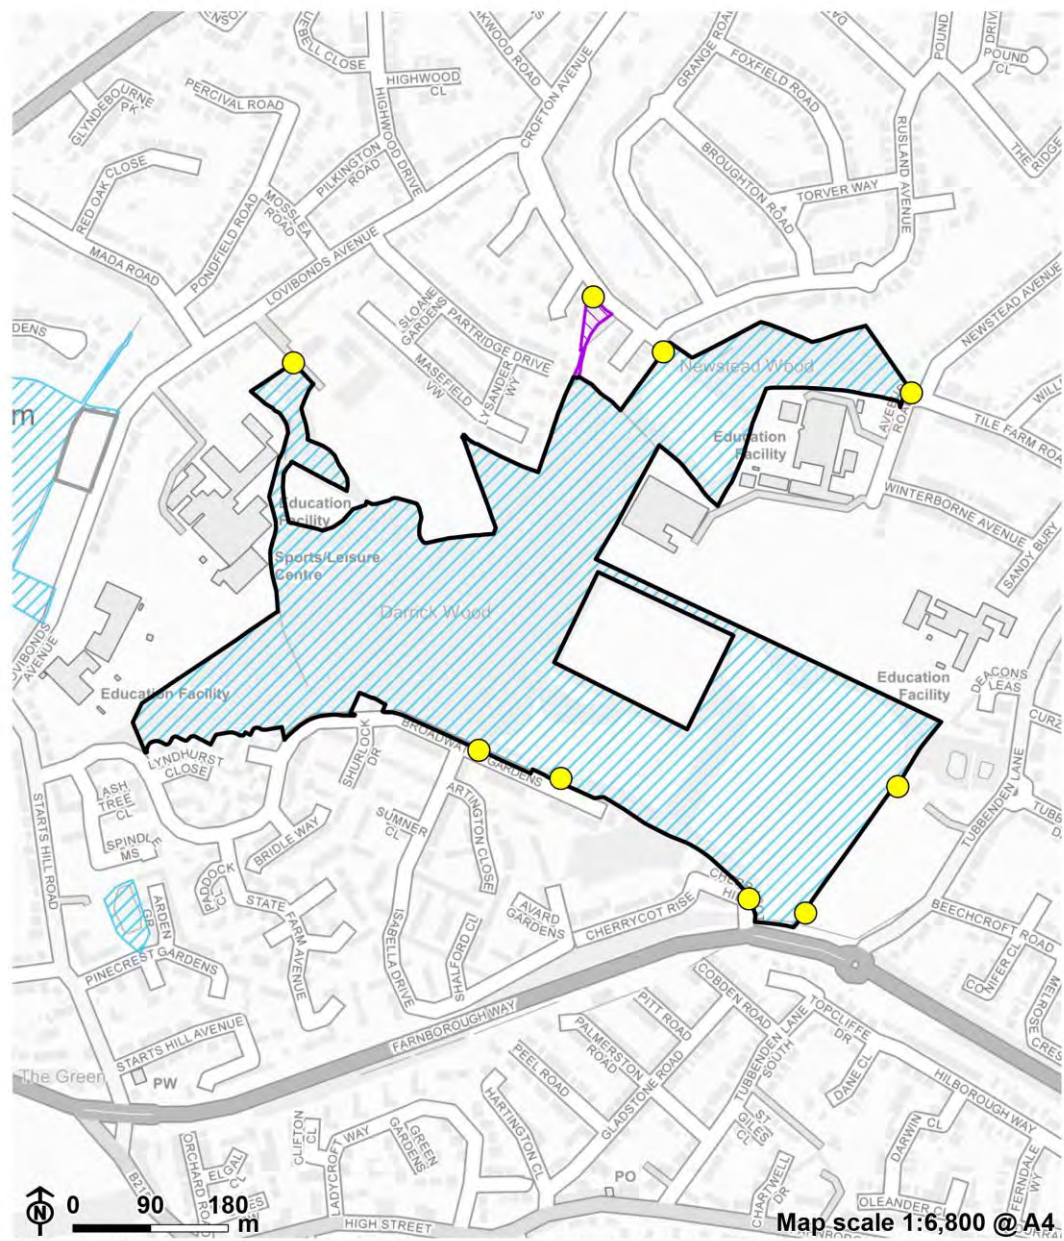 CROFTON AVENUE
GRANGE ROAD
FOXFIELD ROAD
POUND
DRIVE
POUND
CL
HIGHWOOD
CL
HIGHWOOD DRIVE
PERCIVAL ROAD
GLYNDEBOURNE
PK
RUSLAND AVENUE
THE RIDGE
BROUGHTON ROAD
TORVER WAY
PILKINGTON
ROAD
RED OAK CLOSE
MOSSLEA
ROAD
PONDFIELD ROAD
MADA ROAD
LOVIBONDS AVENUE
SLOANE
GARDENS
PARTRIDGE DRIVE
MASEFIELD
VW
LYSANDER
WY
NEWSTEAD AVENUE
DENS
m
Newstead Wood
TILE FARM ROA
Education
Facility
WINTERBORNE AVENUE
SANDY BURY
Education
Facility
Sports/Leisure
Centre
Darrick Wood
Education
Facility
Education Facility
DEACONS
LEAS
LYNDHURST
CLOSE
SHURLOCK
DR
BROADWATER GARDENS
TUBBENDEN LANE
STARTS HILL ROAD
LASH
TREE CL
SPINDLE
MS
BRIDLE WAY
SUMNER
CL
ARTINGTON CLOSE
PADDOCK
CL
ARDEN
GR
STATE FARM AVENUE
ISABELLA DRIVE
SHALFORD CL
AVARD
GARDENS
CHERRYCOT RISE
BEECHCROFT ROAD
CONIFER CL
MELROSE
CRES
PINECREST GARDENS
FARNBOROUGH WAY
STARTS HILL AVENUE
The Green
PW
COBDEN ROAD
PITT ROAD
PALMERSTON
ROAD
PEEL ROAD
GLADSTONE ROAD
TUBBENDEN LANE
SOUTH
TOPCLIFFE
DR
DANE CL
HILBOROUGH WAY
ST
GILES
CL
DARWIN
CL
CLIFTON
CL
LADYCROFT WAY
GREEN
GARDENS
HARTINGTON CL
PO
CHARTWELL
DR
OLEANDER CL
FERNDALE
WY
ORCHARD ROAD
ELGAL
CL
HIGH STREET
N
0 90 180
m
Map scale 1:6,800 @ A4